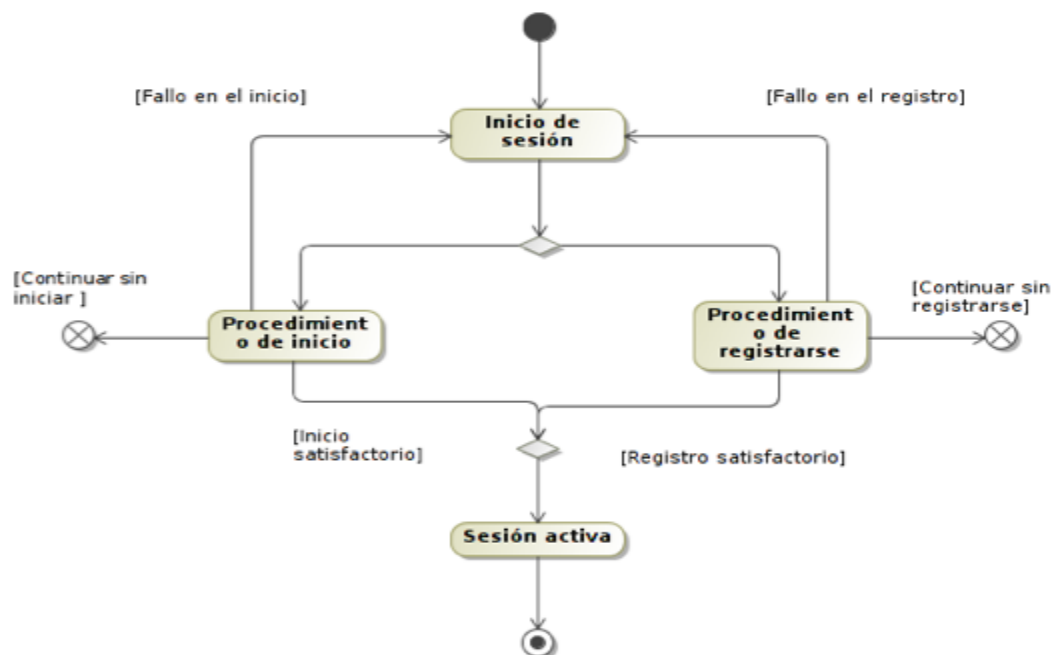 [Fallo en el inicio]
[Fallo en el registro]
Inicio de
sesión
[Continuar sin
iniciar ]
[Continuar sin
registrarse]
Procedimient
o de inicio
Procedimient
o de
registrarse
[Inicio
satisfactorio]
[Registro satisfactorio]
Sesión activa